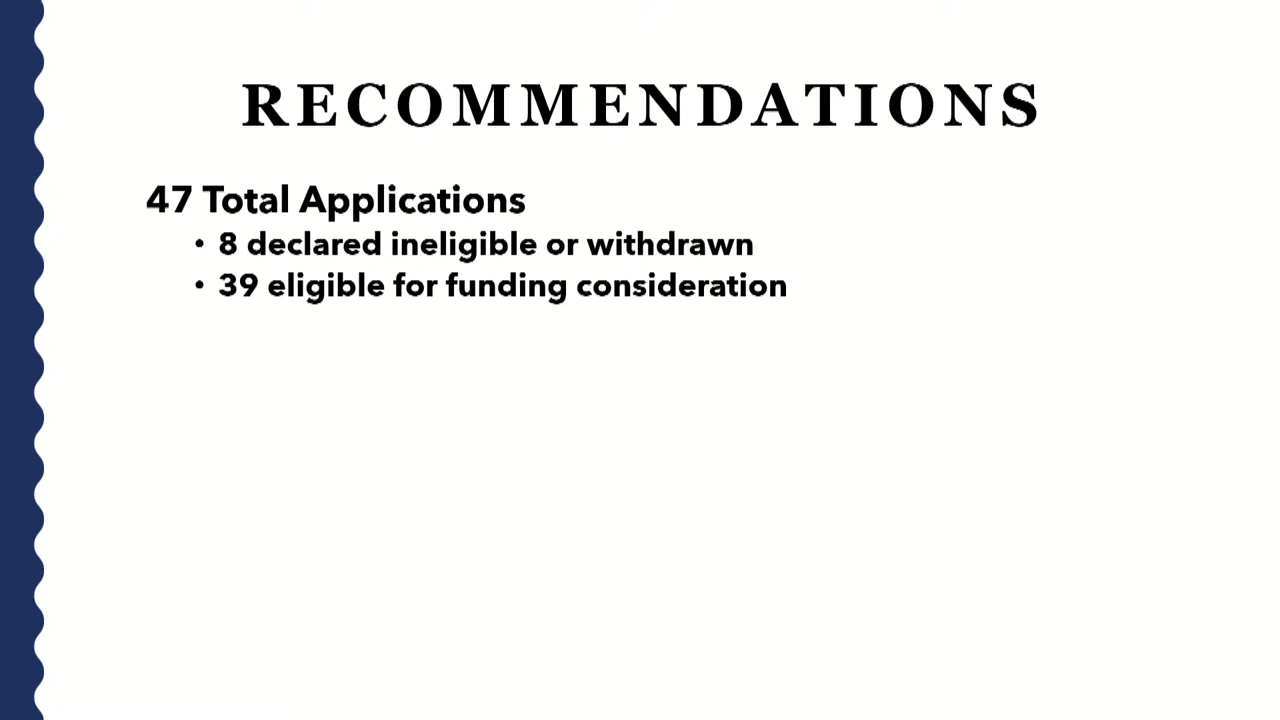 RECOMMENDATIONS
47 Total Applications
• 8 declared ineligible or withdrawn
• 39 eligible for funding consideration